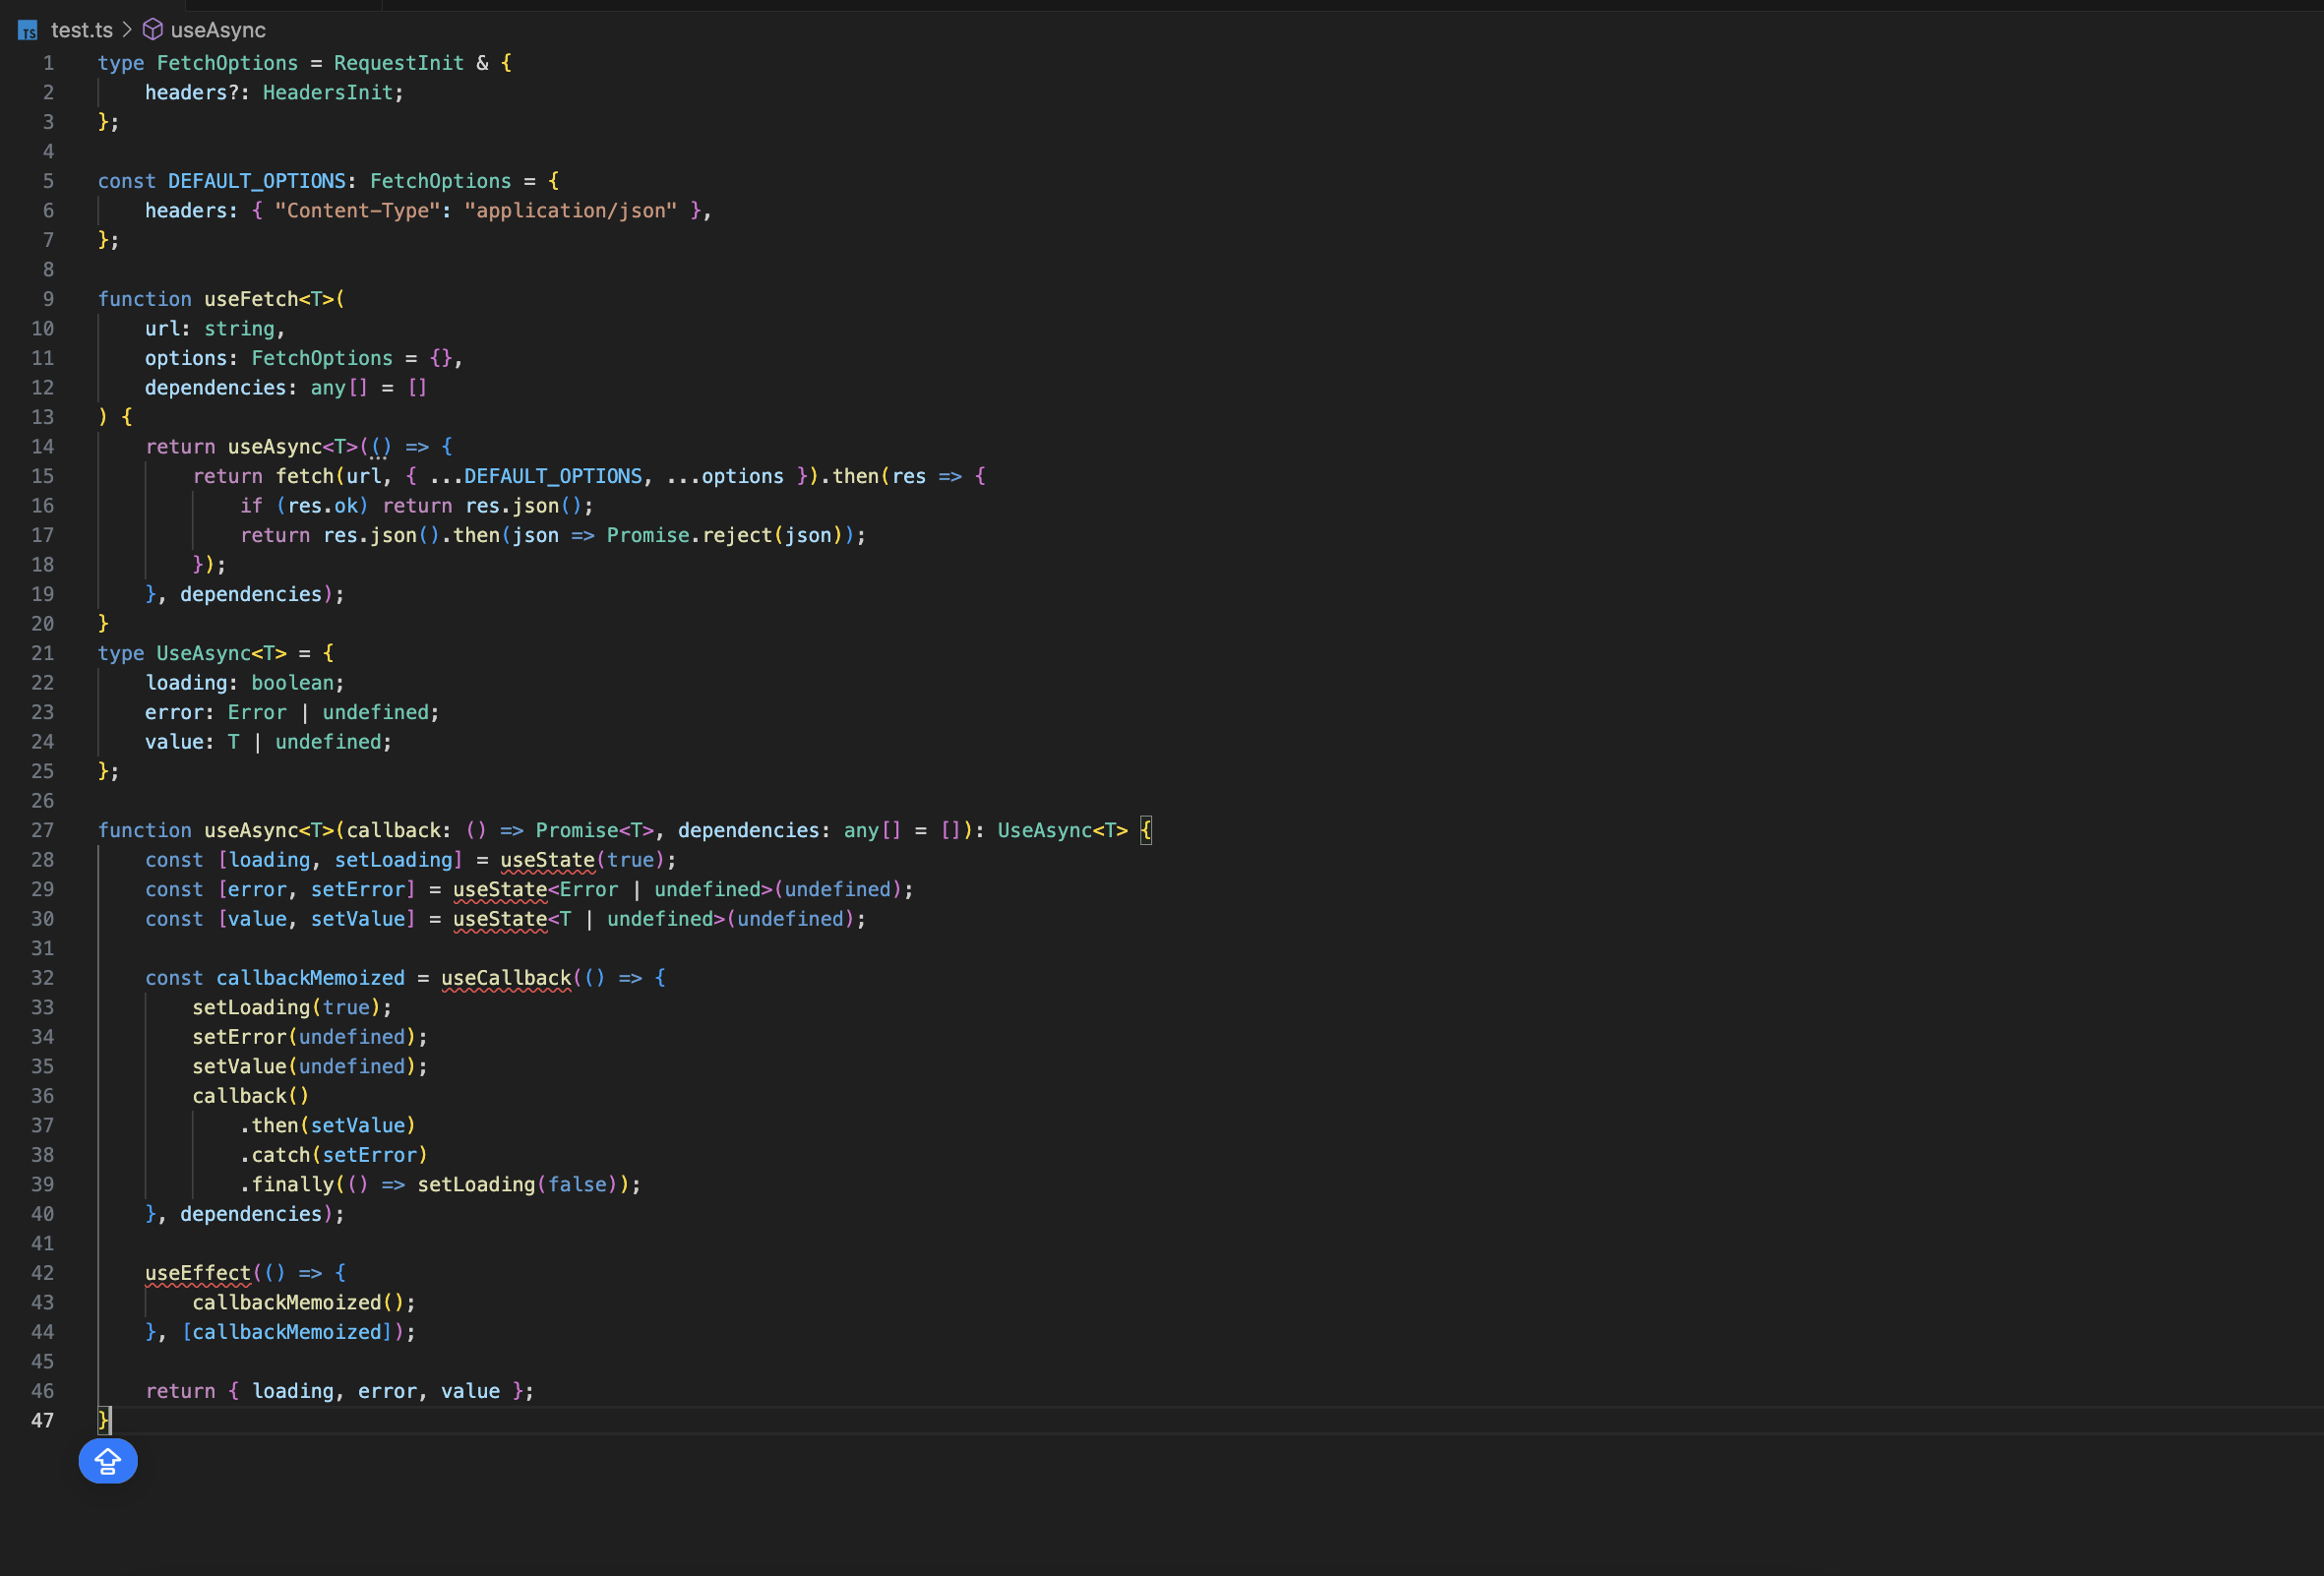 TS test.ts > useAsync
1 type FetchOptions = RequestInit & {
2     headers?: HeadersInit;
3 };
4
5 const DEFAULT_OPTIONS: FetchOptions = {
6     headers: { "Content-Type": "application/json" },
7 };
8
9 function useFetch<T>(
10     url: string,
11     options: FetchOptions = {},
12     dependencies: any[] = []
13 ) {
14     return useAsync<T>(() => {
15         return fetch(url, { ...DEFAULT_OPTIONS, ...options }).then(res => {
16             if (res.ok) return res.json();
17             return res.json().then(json => Promise.reject(json));
18         });
19     }, dependencies);
20 }
21 type UseAsync<T> = {
22     loading: boolean;
23     error: Error | undefined;
24     value: T | undefined;
25 };
26
27 function useAsync<T>(callback: () => Promise<T>, dependencies: any[] = []): UseAsync<T> {
28     const [loading, setLoading] = useState(true);
29     const [error, setError] = useState<Error | undefined>(undefined);
30     const [value, setValue] = useState<T | undefined>(undefined);
31
32     const callbackMemoized = useCallback(() => {
33         setLoading(true);
34         setError(undefined);
35         setValue(undefined);
36         callback()
37             .then(setValue)
38             .catch(setError)
39             .finally(() => setLoading(false));
40     }, dependencies);
41
42     useEffect(() => {
43         callbackMemoized();
44     }, [callbackMemoized]);
45
46     return { loading, error, value };
47 }